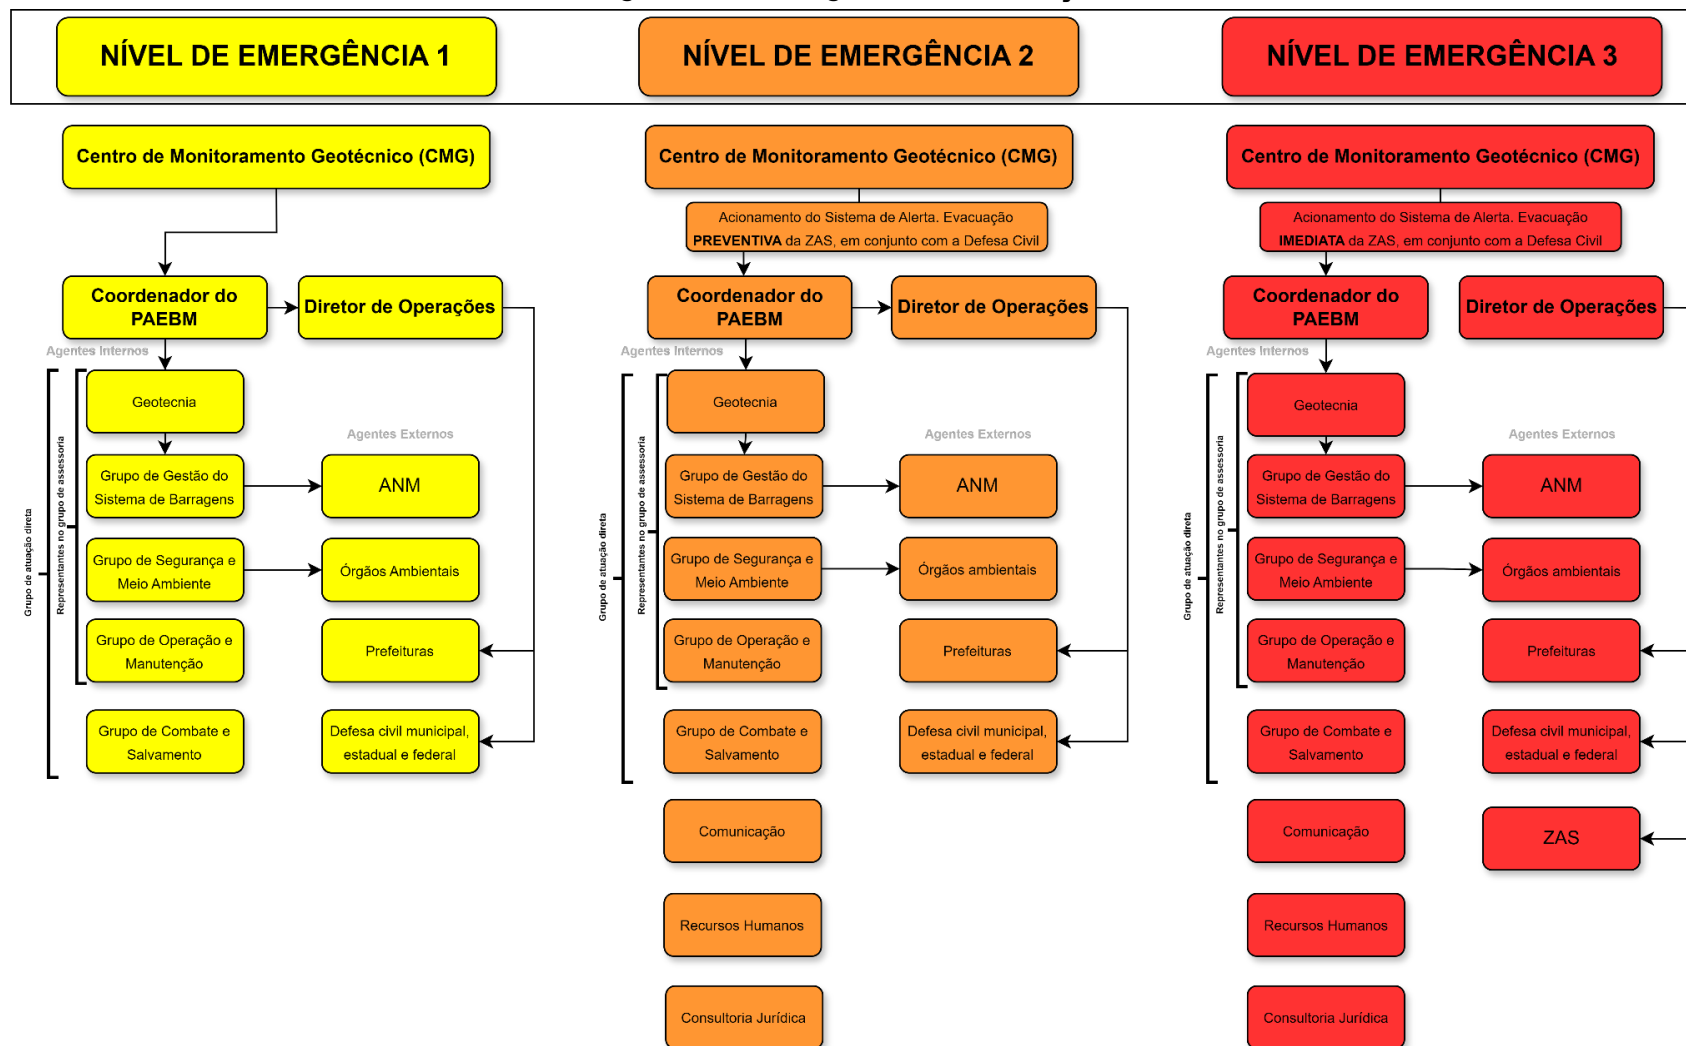 NÍVEL DE EMERGÊNCIA 1
NÍVEL DE EMERGÊNCIA 2
NÍVEL DE EMERGÊNCIA 3
Centro de Monitoramento Geotécnico (CMG)
Coordenador do
PAEBM
Diretor de Operações
Agentes Internos
Grupo de atuação direta
Representantes no grupo de assessoria
Geotecnia
Grupo de Gestão do
Sistema de Barragens
Grupo de Segurança e
Meio Ambiente
Grupo de Operação e
Manutenção
Grupo de Combate e
Salvamento
Agentes Externos
ANM
Órgãos Ambientais
Prefeituras
Defesa civil municipal,
estadual e federal
Centro de Monitoramento Geotécnico (CMG)
Acionamento do Sistema de Alerta. Evacuação
PREVENTIVA da ZAS, em conjunto com a Defesa Civil
Coordenador do
PAEBM
Diretor de Operações
Agentes Internos
Grupo de atuação direta
Representantes no grupo de assessoria
Geotecnia
Grupo de Gestão do
Sistema de Barragens
Grupo de Segurança e
Meio Ambiente
Grupo de Operação e
Manutenção
Grupo de Combate e
Salvamento
Comunicação
Recursos Humanos
Consultoria Jurídica
Agentes Externos
ANM
Órgãos ambientais
Prefeituras
Defesa civil municipal,
estadual e federal
Centro de Monitoramento Geotécnico (CMG)
Acionamento do Sistema de Alerta. Evacuação
IMEDIATA da ZAS, em conjunto com a Defesa Civil
Coordenador do
PAEBM
Diretor de Operações
Agentes Internos
Grupo de atuação direta
Representantes no grupo de assessoria
Geotecnia
Grupo de Gestão do
Sistema de Barragens
Grupo de Segurança e
Meio Ambiente
Grupo de Operação e
Manutenção
Grupo de Combate e
Salvamento
Comunicação
Recursos Humanos
Consultoria Jurídica
Agentes Externos
ANM
Órgãos ambientais
Prefeituras
Defesa civil municipal,
estadual e federal
ZAS